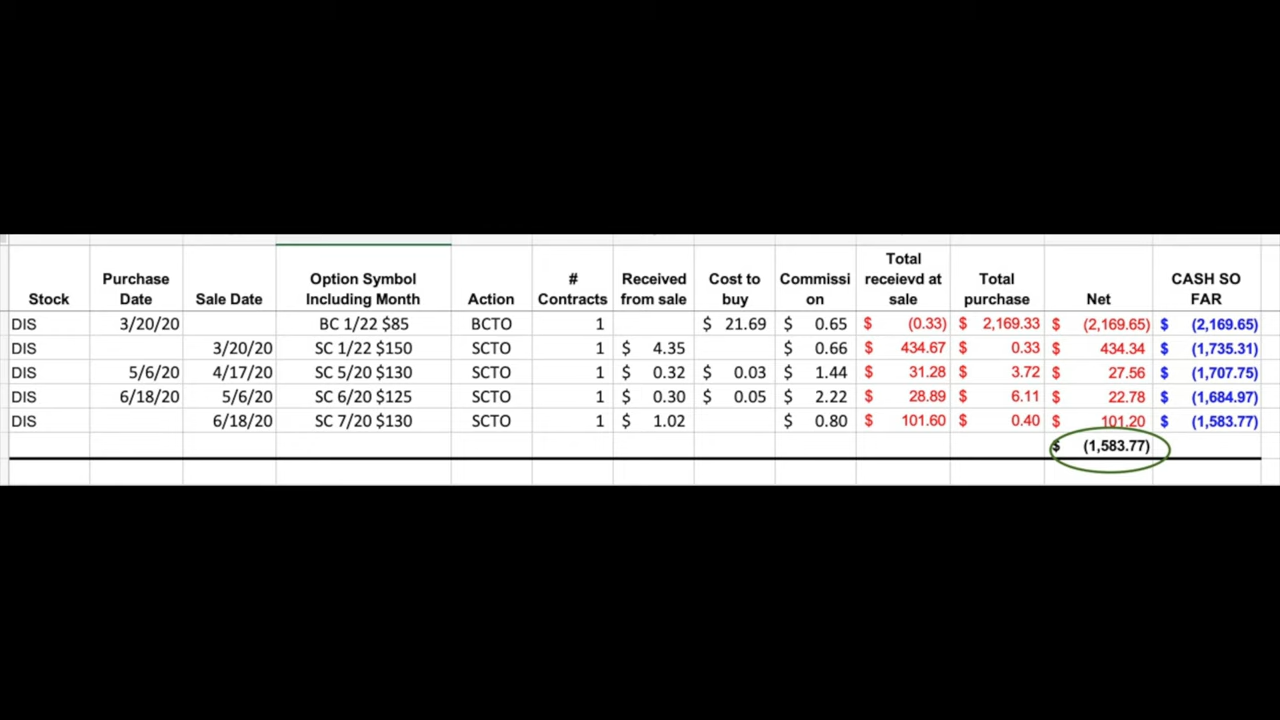 Stock Purchase Date Sale Date Option Symbol Including Month Action # Contracts Received from sale Cost to buy Commissi on Total receievd at sale Total purchase Net CASH SO FAR
DIS 3/20/20 BC 1/22 $85 BCTO 1 $ 21.69 $ 0.65 $ (0.33) $ 2,169.33 $ (2,169.65) $ (2,169.65)
DIS 3/20/20 SC 1/22 $150 SCTO 1 $ 4.35 $ 0.66 $ 434.67 $ 0.33 $ 434.34 $ (1,735.31)
DIS 5/6/20 4/17/20 SC 5/20 $130 SCTO 1 $ 0.32 $ 0.03 $ 1.44 $ 31.28 $ 3.72 $ 27.56 $ (1,707.75)
DIS 6/18/20 5/6/20 SC 6/20 $125 SCTO 1 $ 0.30 $ 0.05 $ 2.22 $ 28.89 $ 6.11 $ 22.78 $ (1,684.97)
DIS 6/18/20 SC 7/20 $130 SCTO 1 $ 1.02 $ 0.80 $ 101.60 $ 0.40 $ 101.20 $ (1,583.77)
$ (1,583.77)